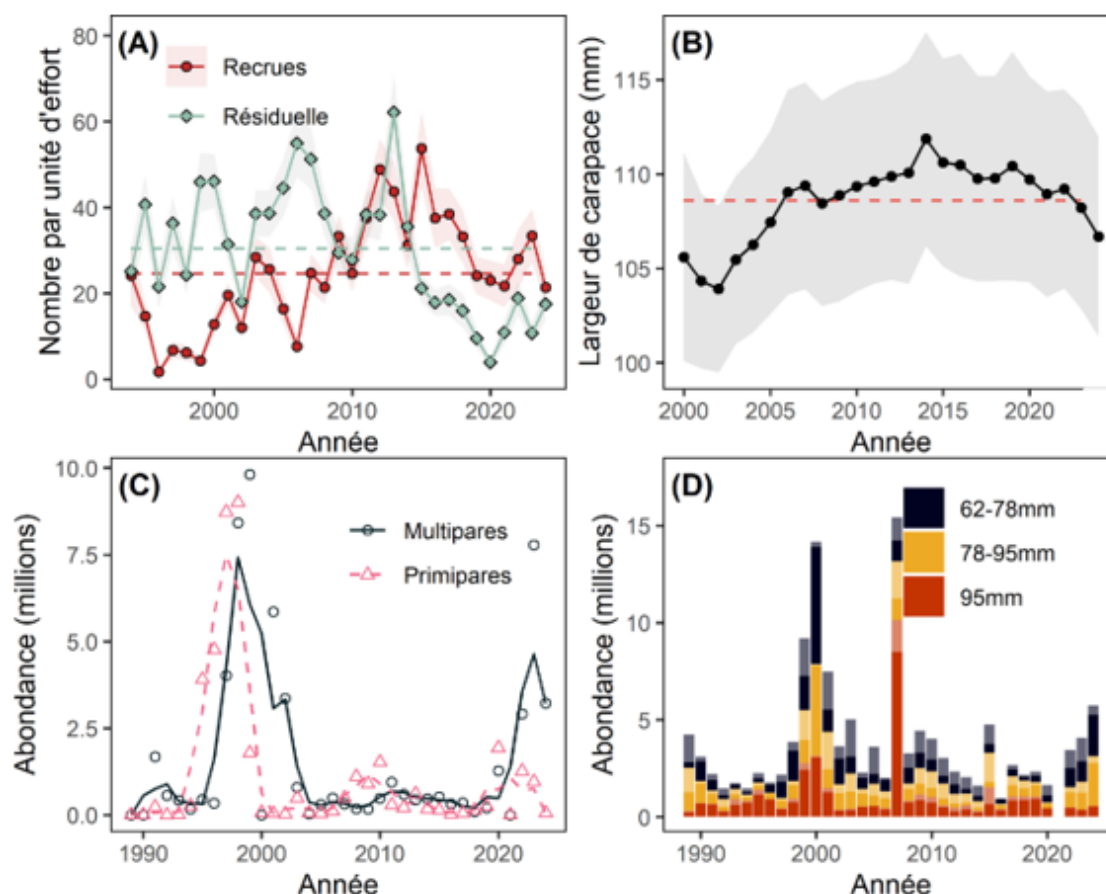 (A)
Recrues
Résiduelle
Nombre par unité d'effort
80
60
40
20
0
2000
2010
2020
Année
(B)
Largeur de carapace (mm)
115
110
105
100
2000
2005
2010
2015
2020
Année
(C)
Multipares
Primipares
Abondance (millions)
10.0
7.5
5.0
2.5
0.0
1990
2000
2010
2020
Année
(D)
62-78mm
78-95mm
95mm
Abondance (millions)
15
10
5
0
1990
2000
2010
2020
Année